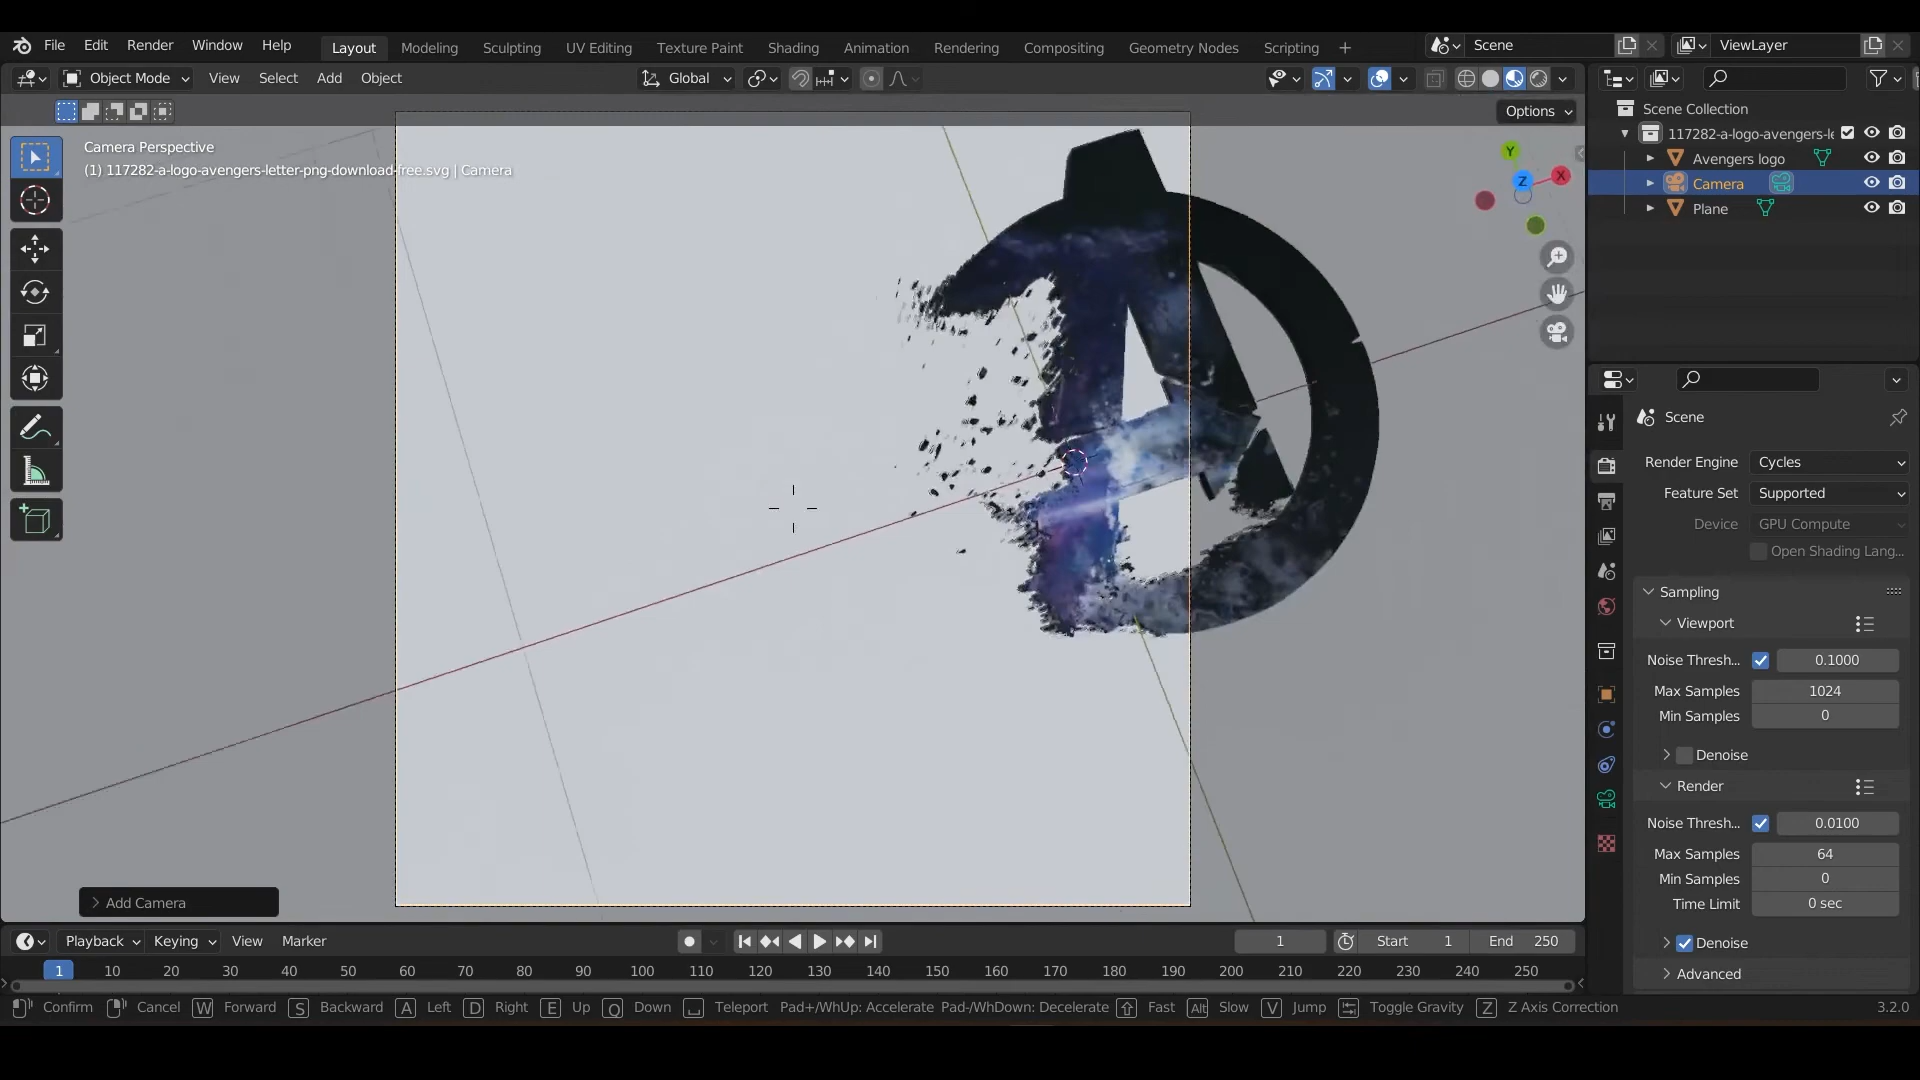 File Edit Render Window Help Layout Modeling Sculpting UV Editing Texture Paint Shading Animation Rendering Compositing Geometry Nodes Scripting + Scene ViewLayer
Object Mode View Select Add Object Global
Options
Camera Perspective
(1) 117282-a-logo-avengers-letter-png-download-free.svg | Camera
Y
Z
X
Scene Collection
117282-a-logo-avengers-le
Avengers logo
Camera
Plane
Scene
Render Engine Cycles
Feature Set Supported
Device GPU Compute
Open Shading Lang...
Sampling
Viewport
Noise Thresh... 0.1000
Max Samples 1024
Min Samples 0
Denoise
Render
Noise Thresh... 0.0100
Max Samples 64
Min Samples 0
Time Limit 0 sec
Denoise
Advanced
Add Camera
Playback Keying View Marker 1 Start 1 End 250
1 10 20 30 40 50 60 70 80 90 100 110 120 130 140 150 160 170 180 190 200 210 220 230 240 250
Confirm Cancel W Forward S Backward A Left D Right E Up Q Down Teleport Pad+/WhUp: Accelerate Pad-/WhDown: Decelerate Fast Alt Slow V Jump Toggle Gravity Z Z Axis Correction 3.2.0